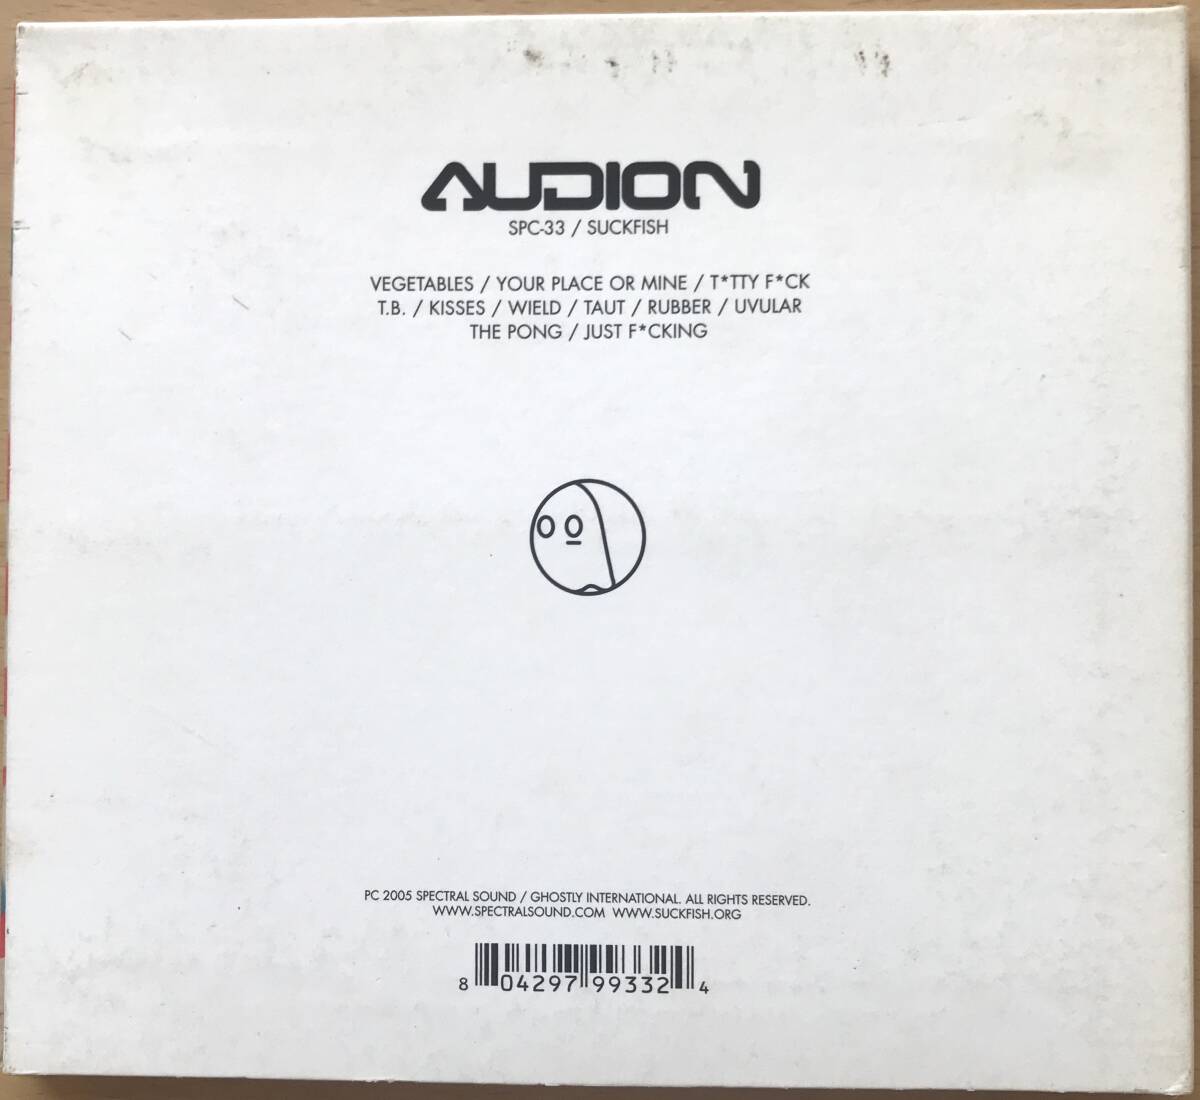 AUDION
SPC-33 / SUCKFISH
VEGETABLES / YOUR PLACE OR MINE / T*TTY F*CK
T.B. / KISSES / WIELD / TAUT / RUBBER / UVULAR
THE PONG / JUST F*CKING
PC 2005 SPECTRAL SOUND / GHOSTLY INTERNATIONAL. ALL RIGHTS RESERVED.
WWW.SPECTRALSOUND.COM WWW.SUCKFISH.ORG
8 04297 99332 4